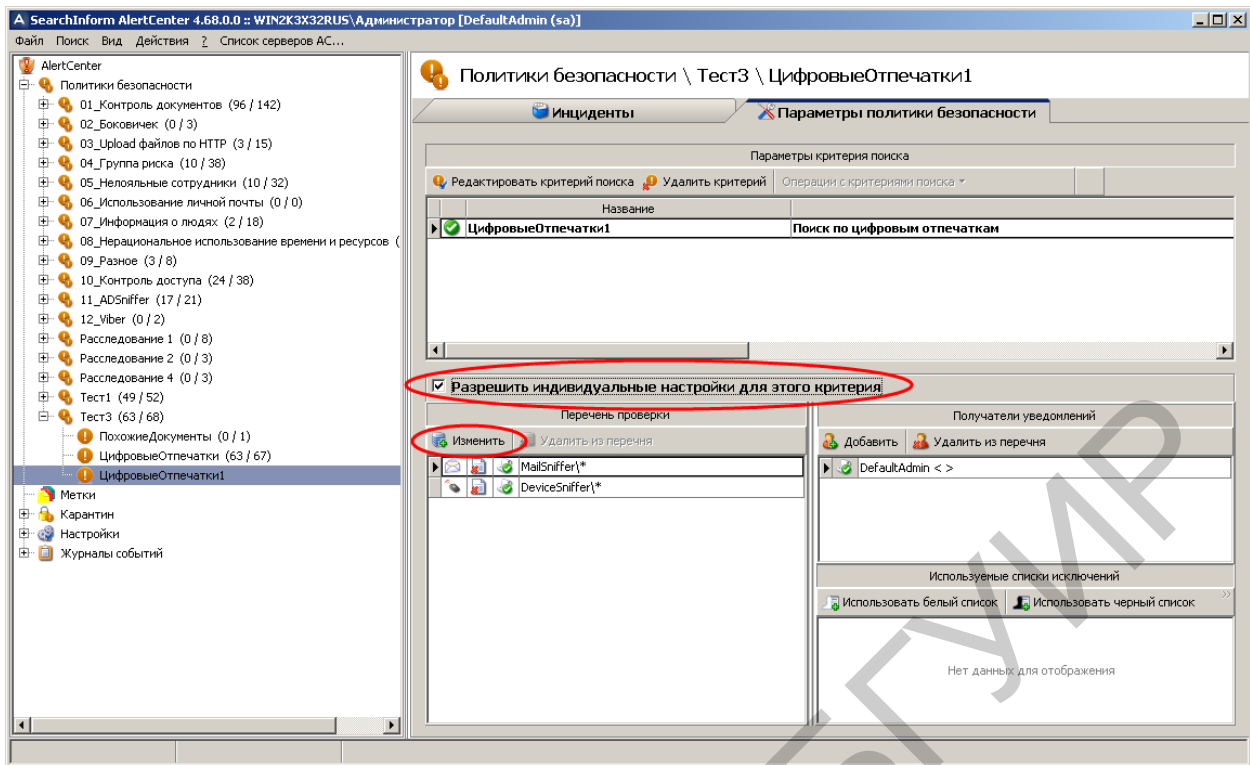 SearchInform AlertCenter 4.68.0.0 :: WIN2K3X32RUS\Администратор [DefaultAdmin (sa)]
Файл Поиск Вид Действия ? Список серверов АС...
AlertCenter
Политики безопасности
01_Контроль документов (96 / 142)
02_Боковичек (0 / 3)
03_Upload файлов по HTTP (3 / 15)
04_Группа риска (10 / 38)
05_Нелояльные сотрудники (10 / 32)
06_Использование личной почты (0 / 0)
07_Информация о людях (2 / 18)
08_Нерациональное использование времени и ресурсов (
09_Разное (3 / 8)
10_Контроль доступа (24 / 38)
11_ADSniffer (17 / 21)
12_Viber (0 / 2)
Расследование 1 (0 / 8)
Расследование 2 (0 / 3)
Расследование 4 (0 / 3)
Тест1 (49 / 52)
Тест3 (63 / 68)
ПохожиеДокументы (0 / 1)
ЦифровыеОтпечатки (63 / 67)
ЦифровыеОтпечатки1
Метки
Карантин
Настройки
Журналы событий
Политики безопасности \ Тест3 \ ЦифровыеОтпечатки1
Инциденты
Параметры политики безопасности
Параметры критерия поиска
Редактировать критерий поиска Удалить критерий Операции с критериями поиска
Название
ЦифровыеОтпечатки1 Поиск по цифровым отпечаткам
Разрешить индивидуальные настройки для этого критерия
Перечень проверки
Изменить Удалить из перечня
MailSniffer\*
DeviceSniffer\*
Получатели уведомлений
Добавить Удалить из перечня
DefaultAdmin < >
Используемые списки исключений
Использовать белый список Использовать черный список
Нет данных для отображения
БГУИР